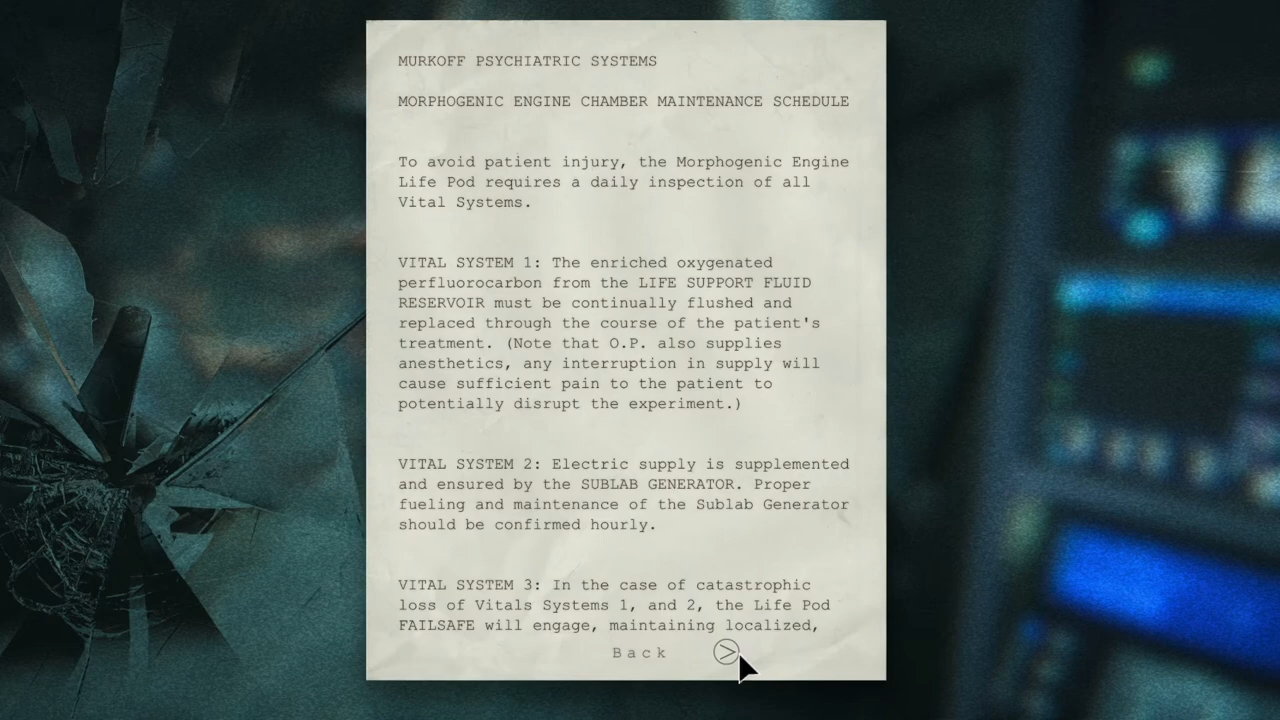 MURKOFF PSYCHIATRIC SYSTEMS
MORPHOGENIC ENGINE CHAMBER MAINTENANCE SCHEDULE
To avoid patient injury, the Morphogenic Engine
Life Pod requires a daily inspection of all
Vital Systems.
VITAL SYSTEM 1: The enriched oxygenated
perfluorocarbon from the LIFE SUPPORT FLUID
RESERVOIR must be continually flushed and
replaced through the course of the patient's
treatment. (Note that O.P. also supplies
anesthetics, any interruption in supply will
cause sufficient pain to the patient to
potentially disrupt the experiment.)
VITAL SYSTEM 2: Electric supply is supplemented
and ensured by the SUBLAB GENERATOR. Proper
fueling and maintenance of the Sublab Generator
should be confirmed hourly.
VITAL SYSTEM 3: In the case of catastrophic
loss of Vitals Systems 1, and 2, the Life Pod
FAILSAFE will engage, maintaining localized,
Back >